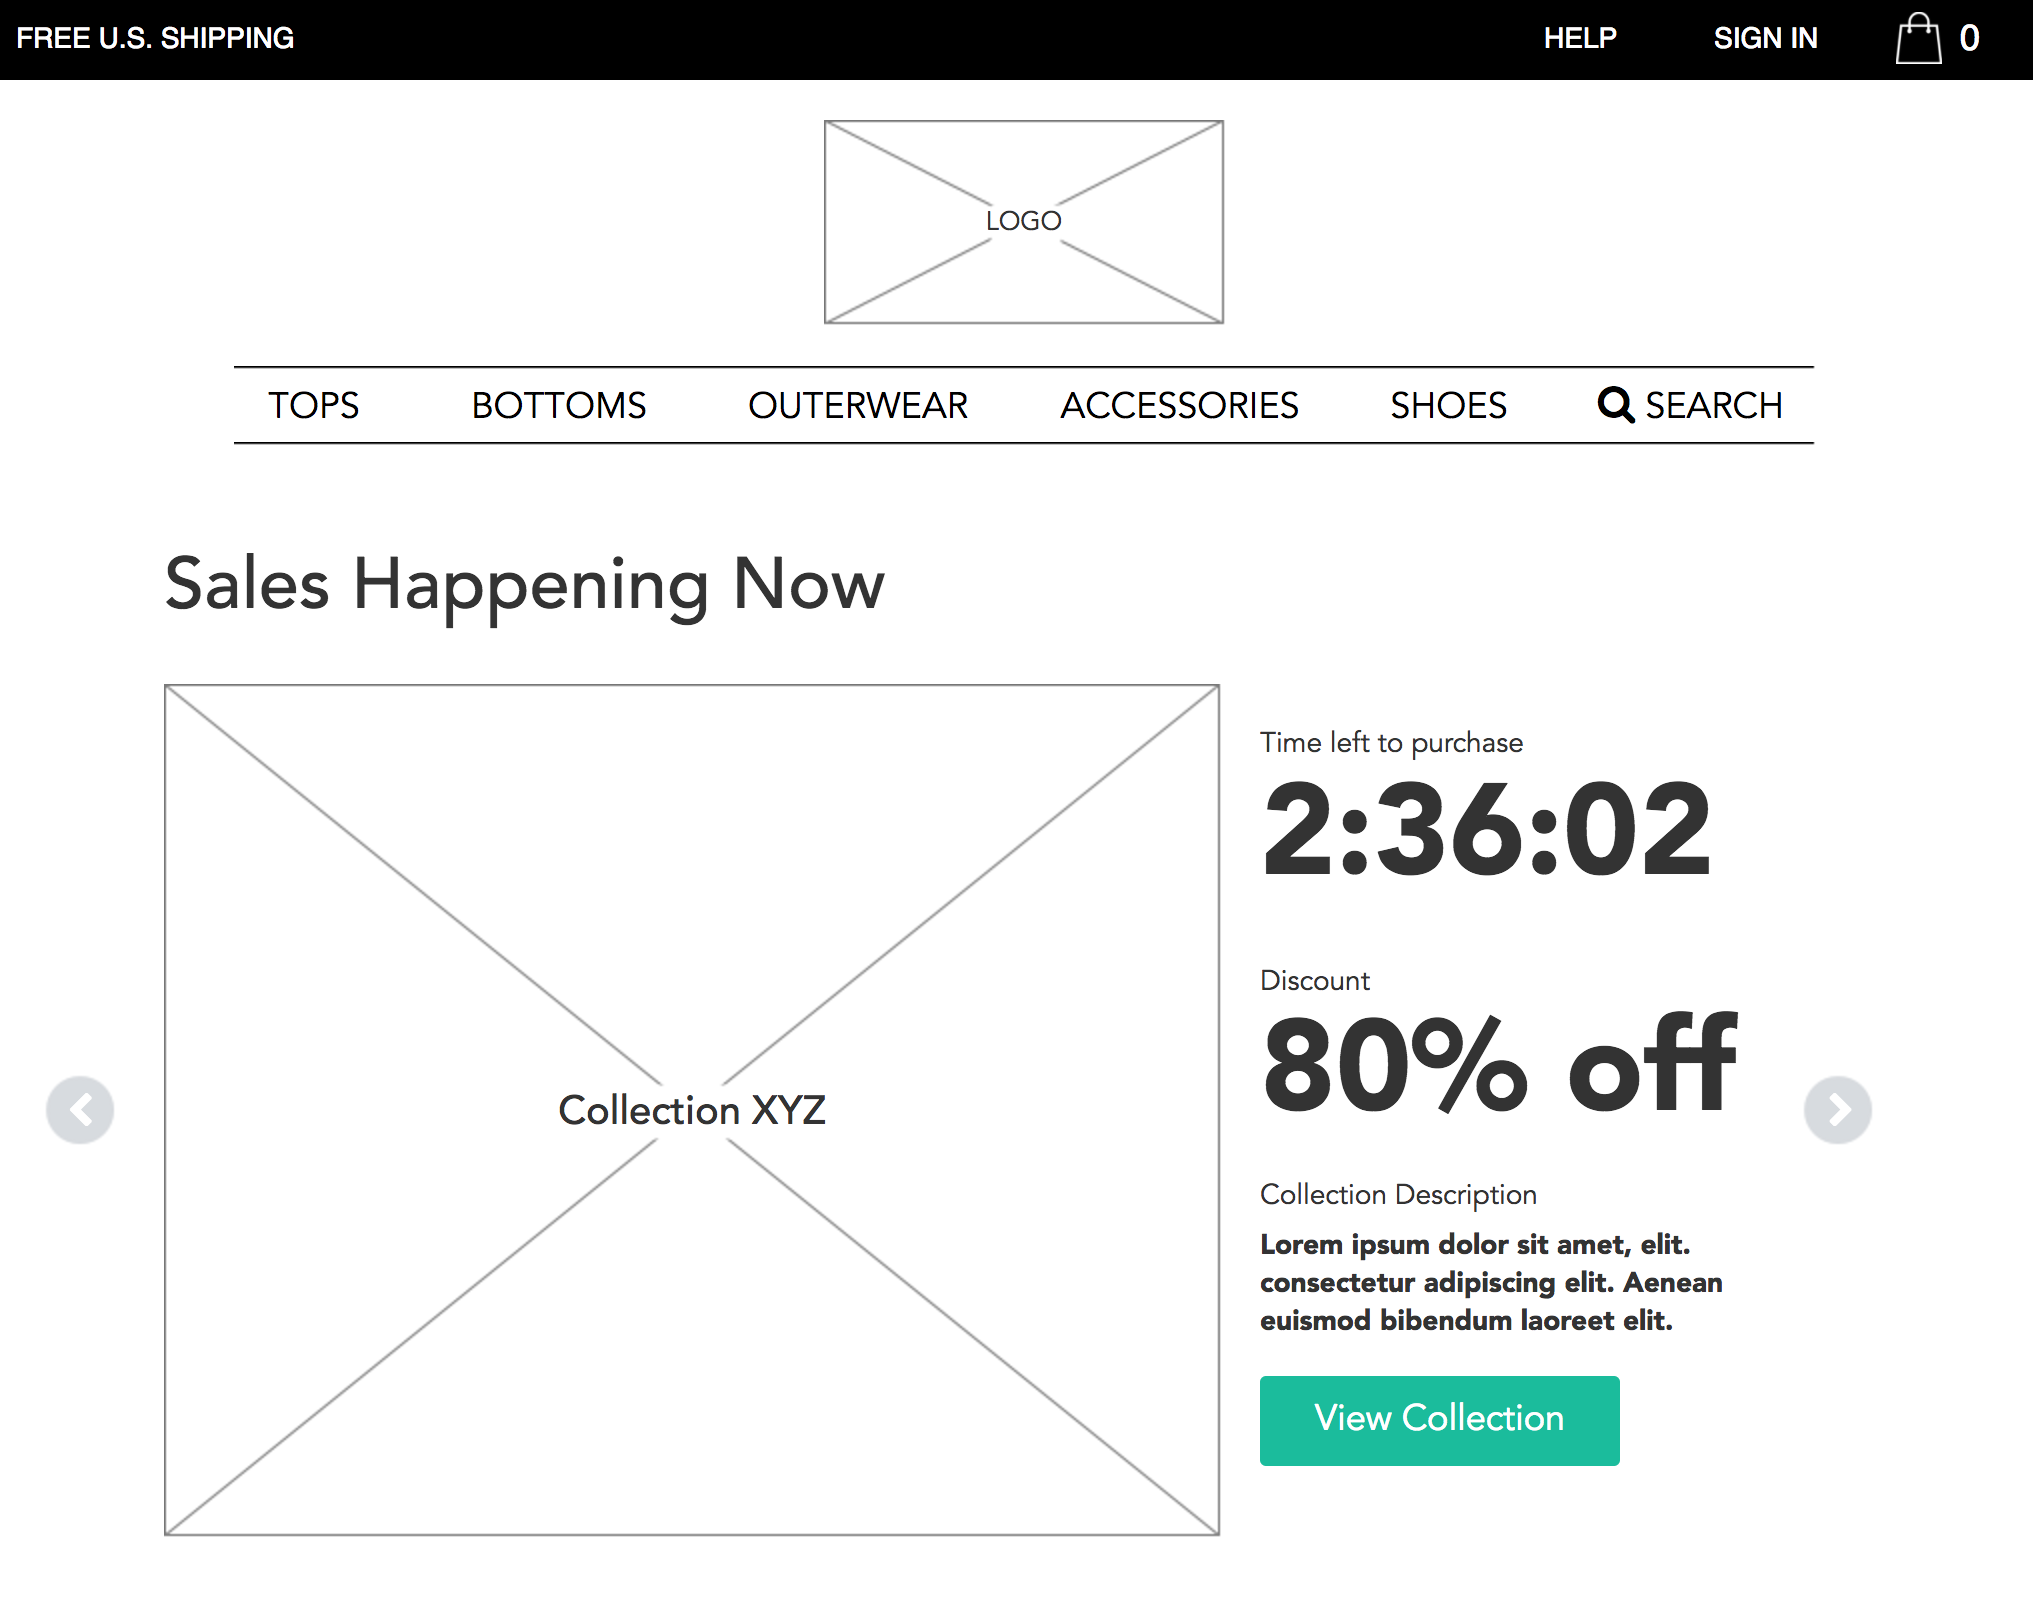 FREE U.S. SHIPPING
HELP
SIGN IN
0
LOGO
TOPS
BOTTOMS
OUTERWEAR
ACCESSORIES
SHOES
SEARCH
Sales Happening Now
Collection XYZ
Time left to purchase
2:36:02
Discount
80% off
Collection Description
Lorem ipsum dolor sit amet, elit.
consectetur adipiscing elit. Aenean
euismod bibendum laoreet elit.
View Collection